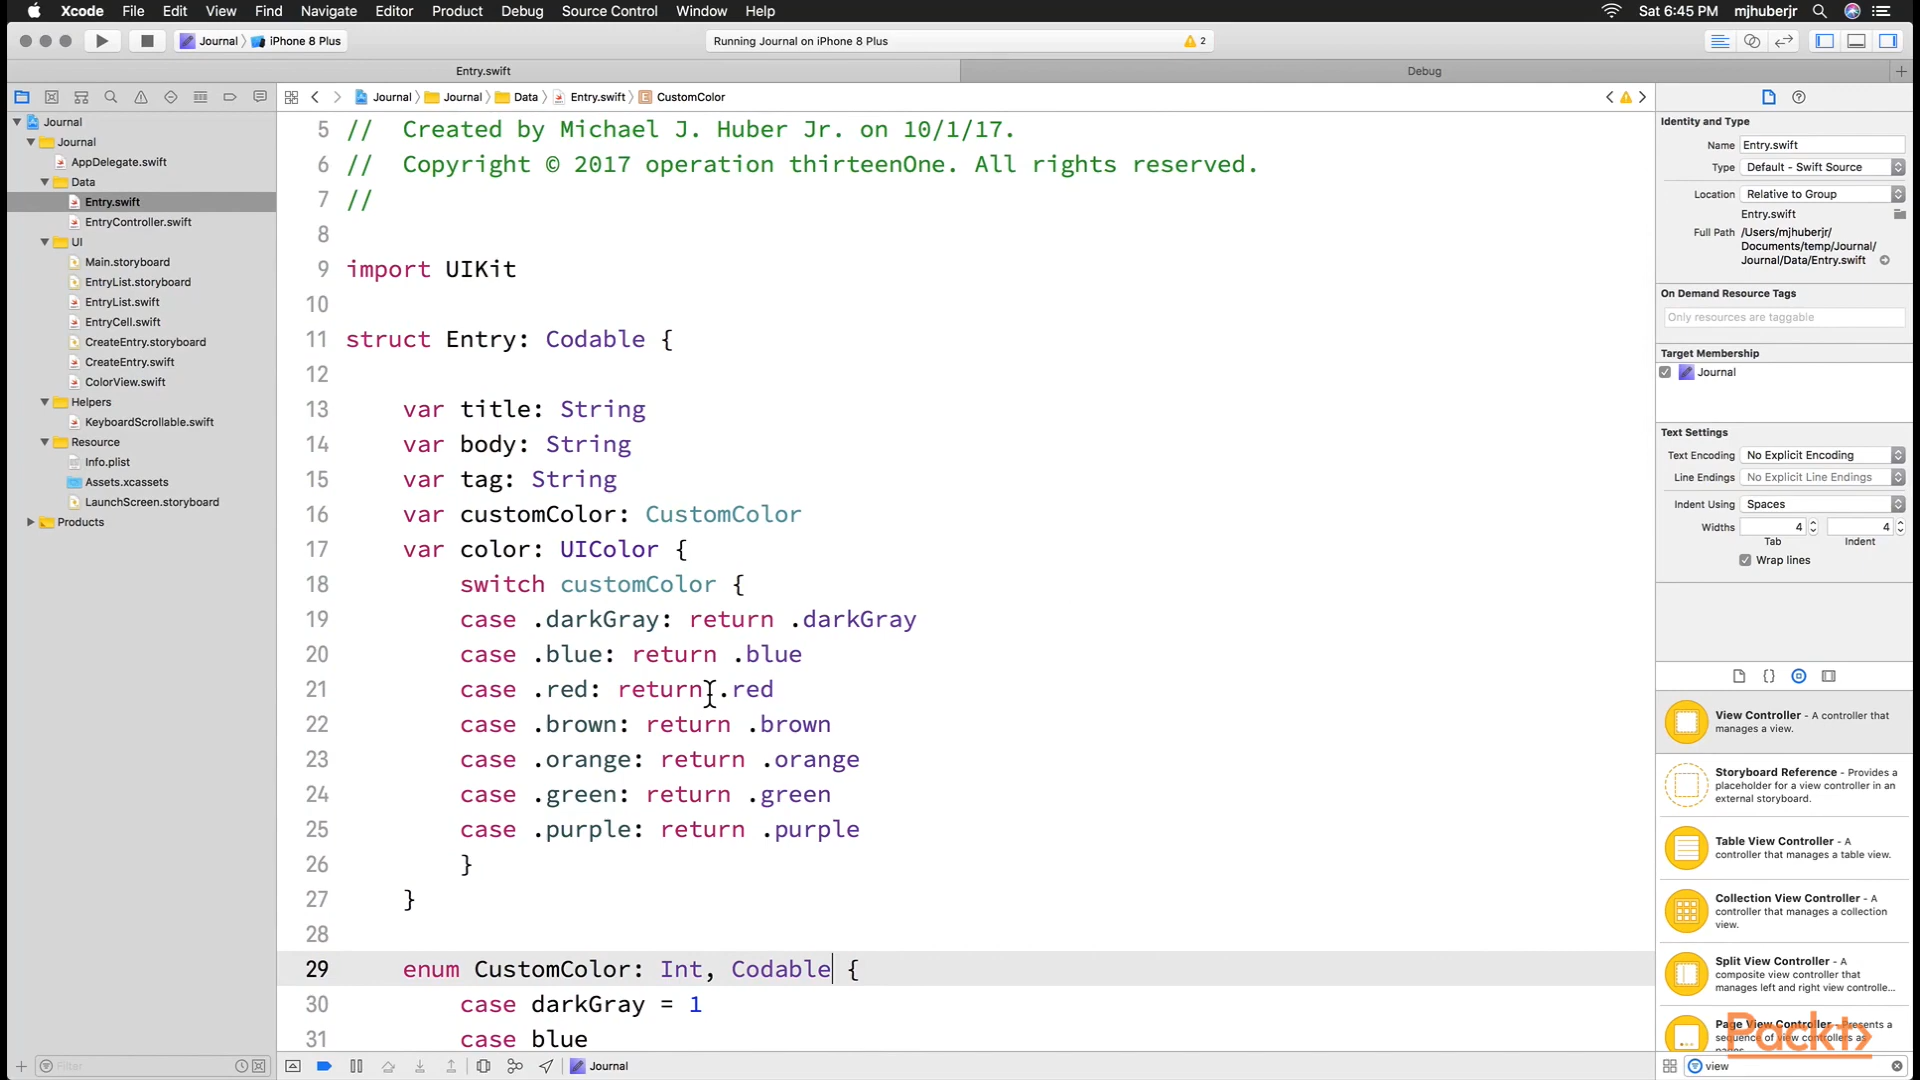 Xcode File Edit View Find Navigate Editor Product Debug Source Control Window Help Sat 6:45 PM mjhuberjr
Journal iPhone 8 Plus Running Journal on iPhone 8 Plus 2
Entry.swift Debug
Journal Journal Data Entry.swift CustomColor
Journal
Journal
AppDelegate.swift
Data
Entry.swift
EntryController.swift
UI
Main.storyboard
EntryList.storyboard
EntryList.swift
EntryCell.swift
CreateEntry.storyboard
CreateEntry.swift
ColorView.swift
Helpers
KeyboardScrollable.swift
Resource
Info.plist
Assets.xcassets
LaunchScreen.storyboard
Products
Filter
5 // Created by Michael J. Huber Jr. on 10/1/17.
6 // Copyright © 2017 operation thirteenOne. All rights reserved.
7 //
8
9 import UIKit
10
11 struct Entry: Codable {
12
13 var title: String
14 var body: String
15 var tag: String
16 var customColor: CustomColor
17 var color: UIColor {
18 switch customColor {
19 case .darkGray: return .darkGray
20 case .blue: return .blue
21 case .red: return .red
22 case .brown: return .brown
23 case .orange: return .orange
24 case .green: return .green
25 case .purple: return .purple
26 }
27 }
28
29 enum CustomColor: Int, Codable {
30 case darkGray = 1
31 case blue
Journal
Identity and Type
Name Entry.swift
Type Default - Swift Source
Location Relative to Group
Entry.swift
Full Path /Users/mjhuberjr/
Documents/temp/Journal/
Journal/Data/Entry.swift
On Demand Resource Tags
Only resources are taggable
Target Membership
Journal
Text Settings
Text Encoding No Explicit Encoding
Line Endings No Explicit Line Endings
Indent Using Spaces
Widths 4 4
Tab Indent
Wrap lines
View Controller - A controller that
manages a view.
Storyboard Reference - Provides a
placeholder for a view controller in an
external storyboard.
Table View Controller - A
controller that manages a table view.
Collection View Controller - A
controller that manages a collection
view.
Split View Controller - A
composite view controller that
manages left and right view controlle...
Page View Controller - Presents a
sequence of view controllers as
pages.
Packt
view